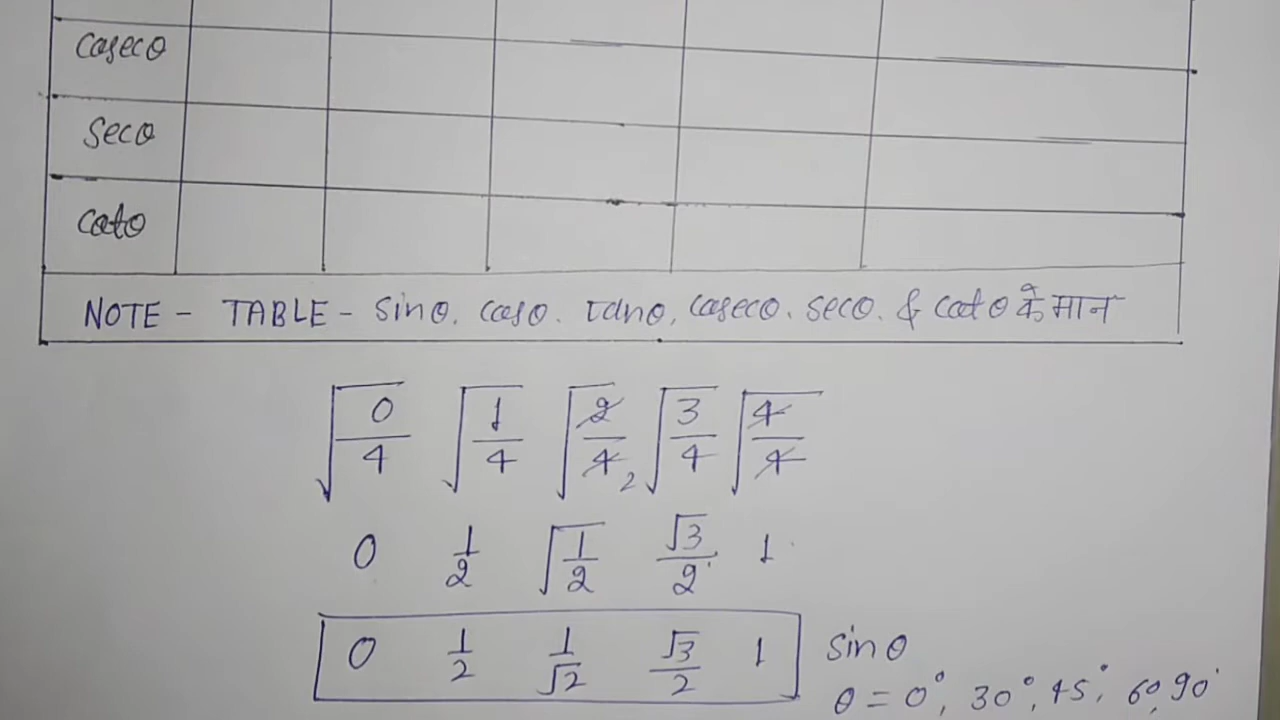 cosecθ
secθ
cotθ
NOTE - TABLE - sinθ. cosθ. tanθ, cosecθ. secθ. & cotθ के मान
√0/4 √1/4 √2/4 2 √3/4 √4/4
0 1/2 √1/2 √3/2 1
0 1/2 1/√2 √3/2 1 sinθ
θ = 0°, 30°, 45°, 60, 90°